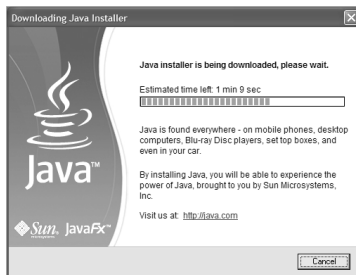 Downloading Java Installer
Java installer is being downloaded, please wait.
Estimated time left: 1 min 9 sec
Java is found everywhere - on mobile phones, desktop
computers, Blu-ray Disc players, set top boxes, and
even in your car.
By installing Java, you will be able to experience the
power of Java, brought to you by Sun Microsystems,
Inc.
Visit us at: http://java.com
Java™
Sun JavaFX™
Cancel